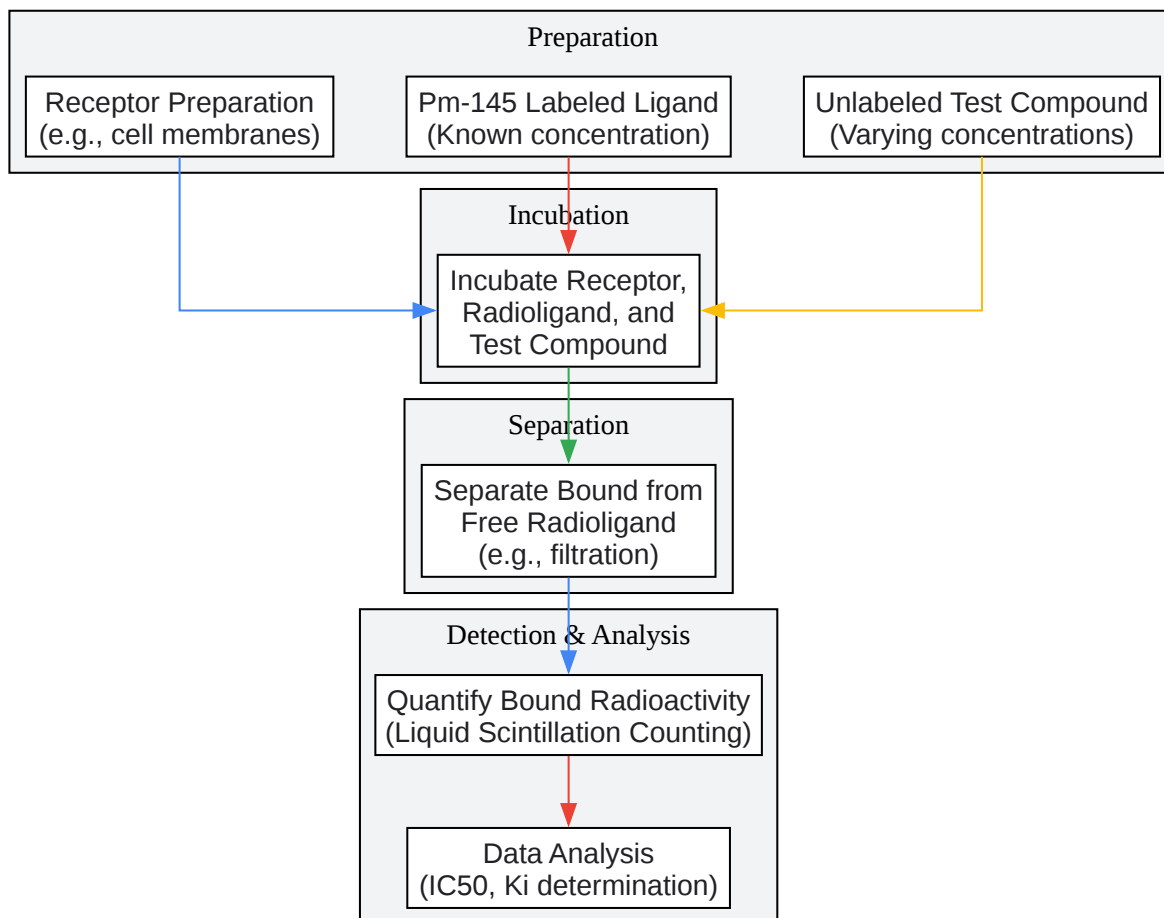 Preparation
Receptor Preparation
(e.g., cell membranes)
Pm-145 Labeled Ligand
(Known concentration)
Unlabeled Test Compound
(Varying concentrations)
Incubation
Incubate Receptor,
Radioligand, and
Test Compound
Separation
Separate Bound from
Free Radioligand
(e.g., filtration)
Detection & Analysis
Quantify Bound Radioactivity
(Liquid Scintillation Counting)
Data Analysis
(IC50, Ki determination)